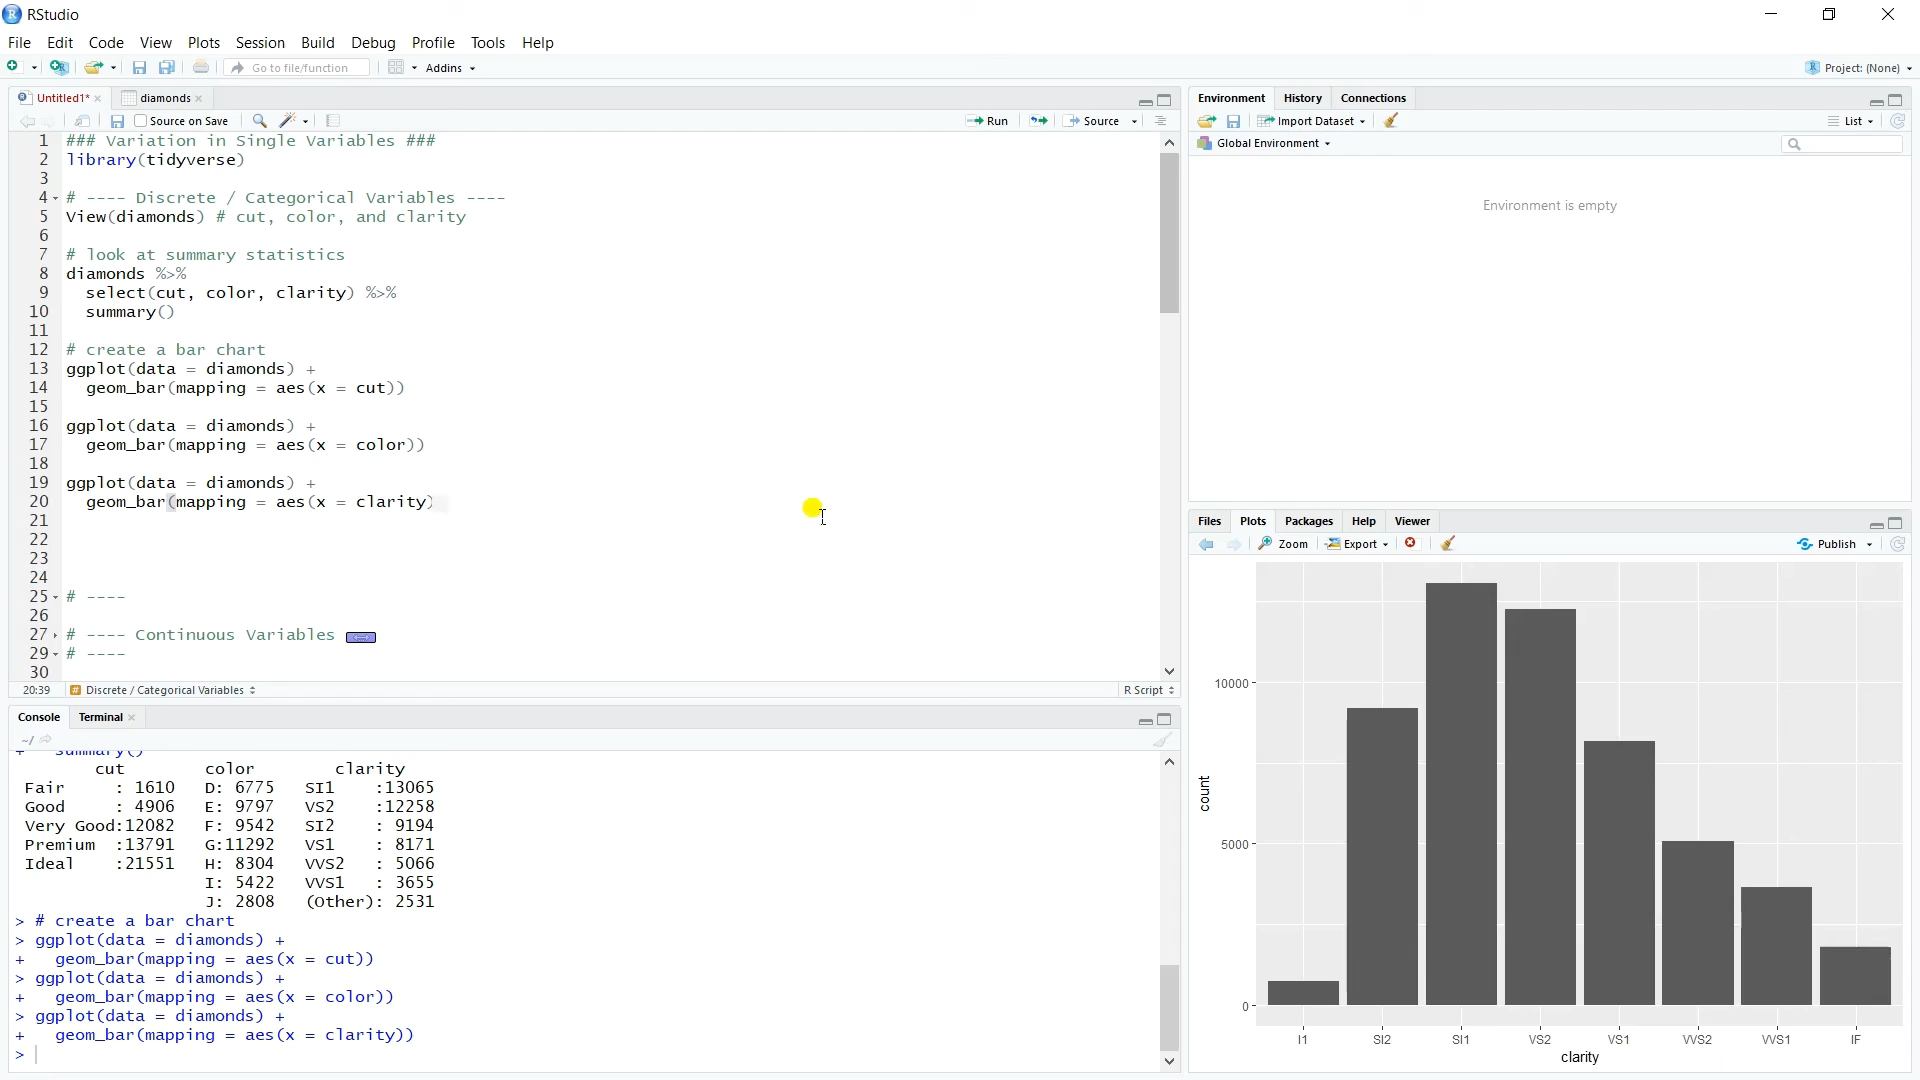 RStudio
File Edit Code View Plots Session Build Debug Profile Tools Help
Go to file/function Addins Project: (None)
Untitled1* diamonds
Source on Save Run Source
1 ### Variation in Single Variables ###
2 library(tidyverse)
3
4 # ---- Discrete / Categorical Variables ----
5 View(diamonds) # cut, color, and clarity
6
7 # look at summary statistics
8 diamonds %>%
9 select(cut, color, clarity) %>%
10 summary()
11
12 # create a bar chart
13 ggplot(data = diamonds) +
14 geom_bar(mapping = aes(x = cut))
15
16 ggplot(data = diamonds) +
17 geom_bar(mapping = aes(x = color))
18
19 ggplot(data = diamonds) +
20 geom_bar(mapping = aes(x = clarity)
21
22
23
24
25 # ----
26
27 # ---- Continuous Variables
29 # ----
30
20:39 # Discrete / Categorical Variables R Script
Console Terminal
~/
+ summary()
cut color clarity
Fair : 1610 D: 6775 SI1 :13065
Good : 4906 E: 9797 VS2 :12258
Very Good:12082 F: 9542 SI2 : 9194
Premium :13791 G:11292 VS1 : 8171
Ideal :21551 H: 8304 VVS2 : 5066
I: 5422 VVS1 : 3655
J: 2808 (Other): 2531
> # create a bar chart
> ggplot(data = diamonds) +
+ geom_bar(mapping = aes(x = cut))
> ggplot(data = diamonds) +
+ geom_bar(mapping = aes(x = color))
> ggplot(data = diamonds) +
+ geom_bar(mapping = aes(x = clarity))
>
Environment History Connections
Import Dataset List
Global Environment
Environment is empty
Files Plots Packages Help Viewer
Zoom Export Publish
count
10000
5000
0
I1 SI2 SI1 VS2 VS1 VVS2 VVS1 IF
clarity